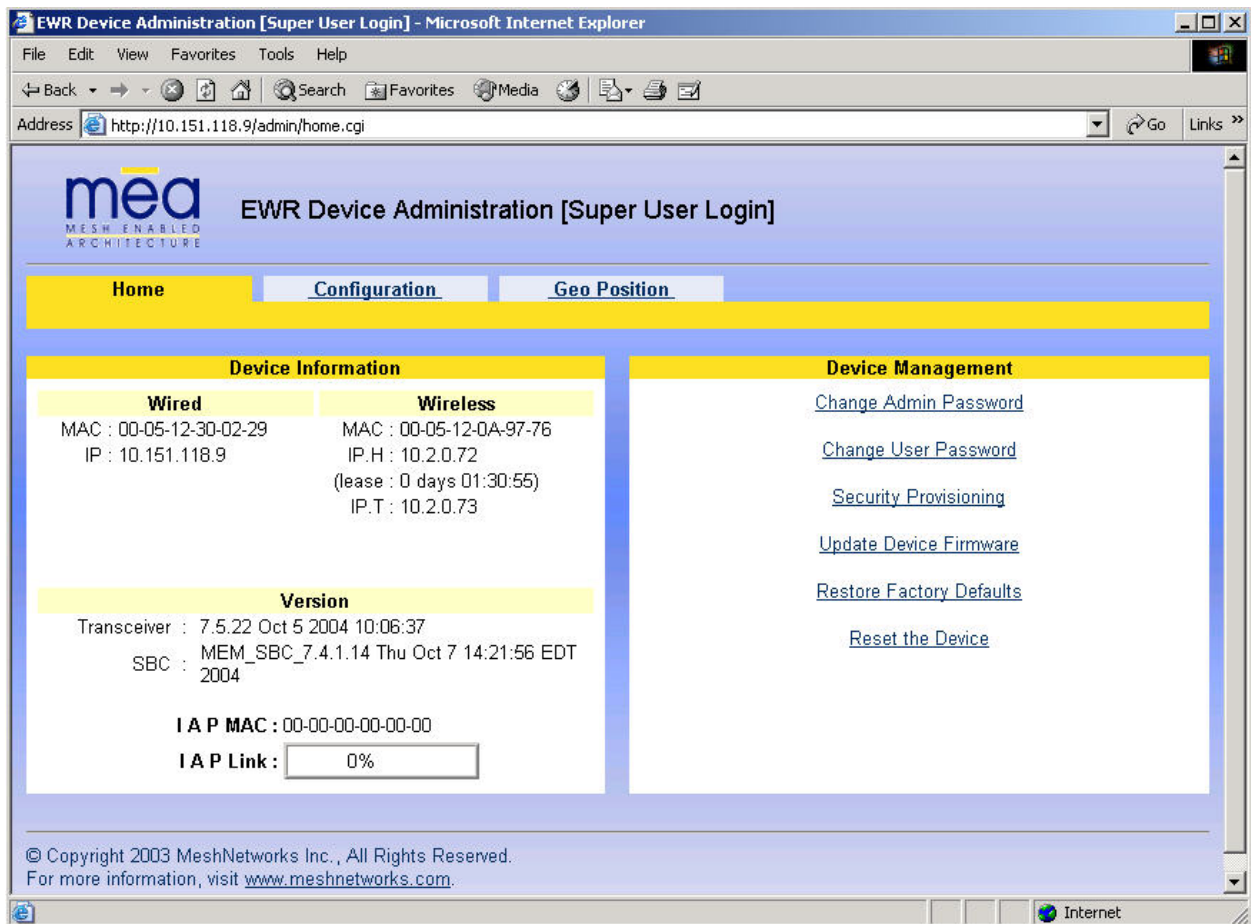 EWR Device Administration [Super User Login] - Microsoft Internet Explorer
File Edit View Favorites Tools Help
Back Search Favorites Media
Address http://10.151.118.9/admin/home.cgi Go Links »
mea
MESH ENABLED
ARCHITECTURE
EWR Device Administration [Super User Login]
Home Configuration Geo Position
Device Information
Wired
MAC : 00-05-12-30-02-29
IP : 10.151.118.9
Wireless
MAC : 00-05-12-0A-97-76
IP.H : 10.2.0.72
(lease : 0 days 01:30:55)
IP.T : 10.2.0.73
Version
Transceiver : 7.5.22 Oct 5 2004 10:06:37
SBC : MEM_SBC_7.4.1.14 Thu Oct 7 14:21:56 EDT
2004
I A P MAC : 00-00-00-00-00-00
I A P Link : 0%
Device Management
Change Admin Password
Change User Password
Security Provisioning
Update Device Firmware
Restore Factory Defaults
Reset the Device
© Copyright 2003 MeshNetworks Inc., All Rights Reserved.
For more information, visit www.meshnetworks.com.
Internet